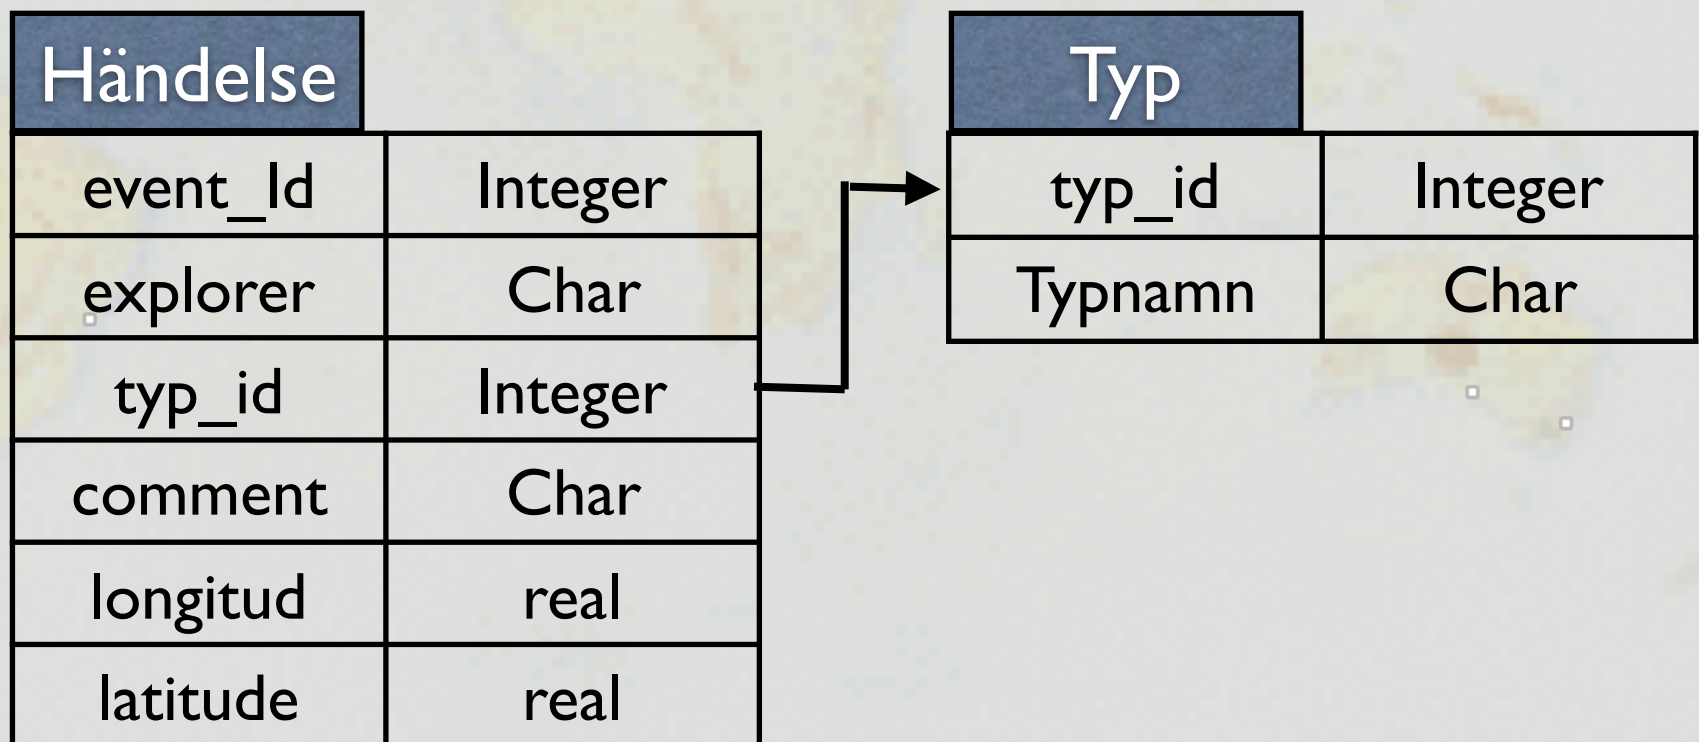 Händelse
event_Id Integer
explorer Char
typ_id Integer
comment Char
longitud real
latitude real
Typ
typ_id Integer
Typnamn Char